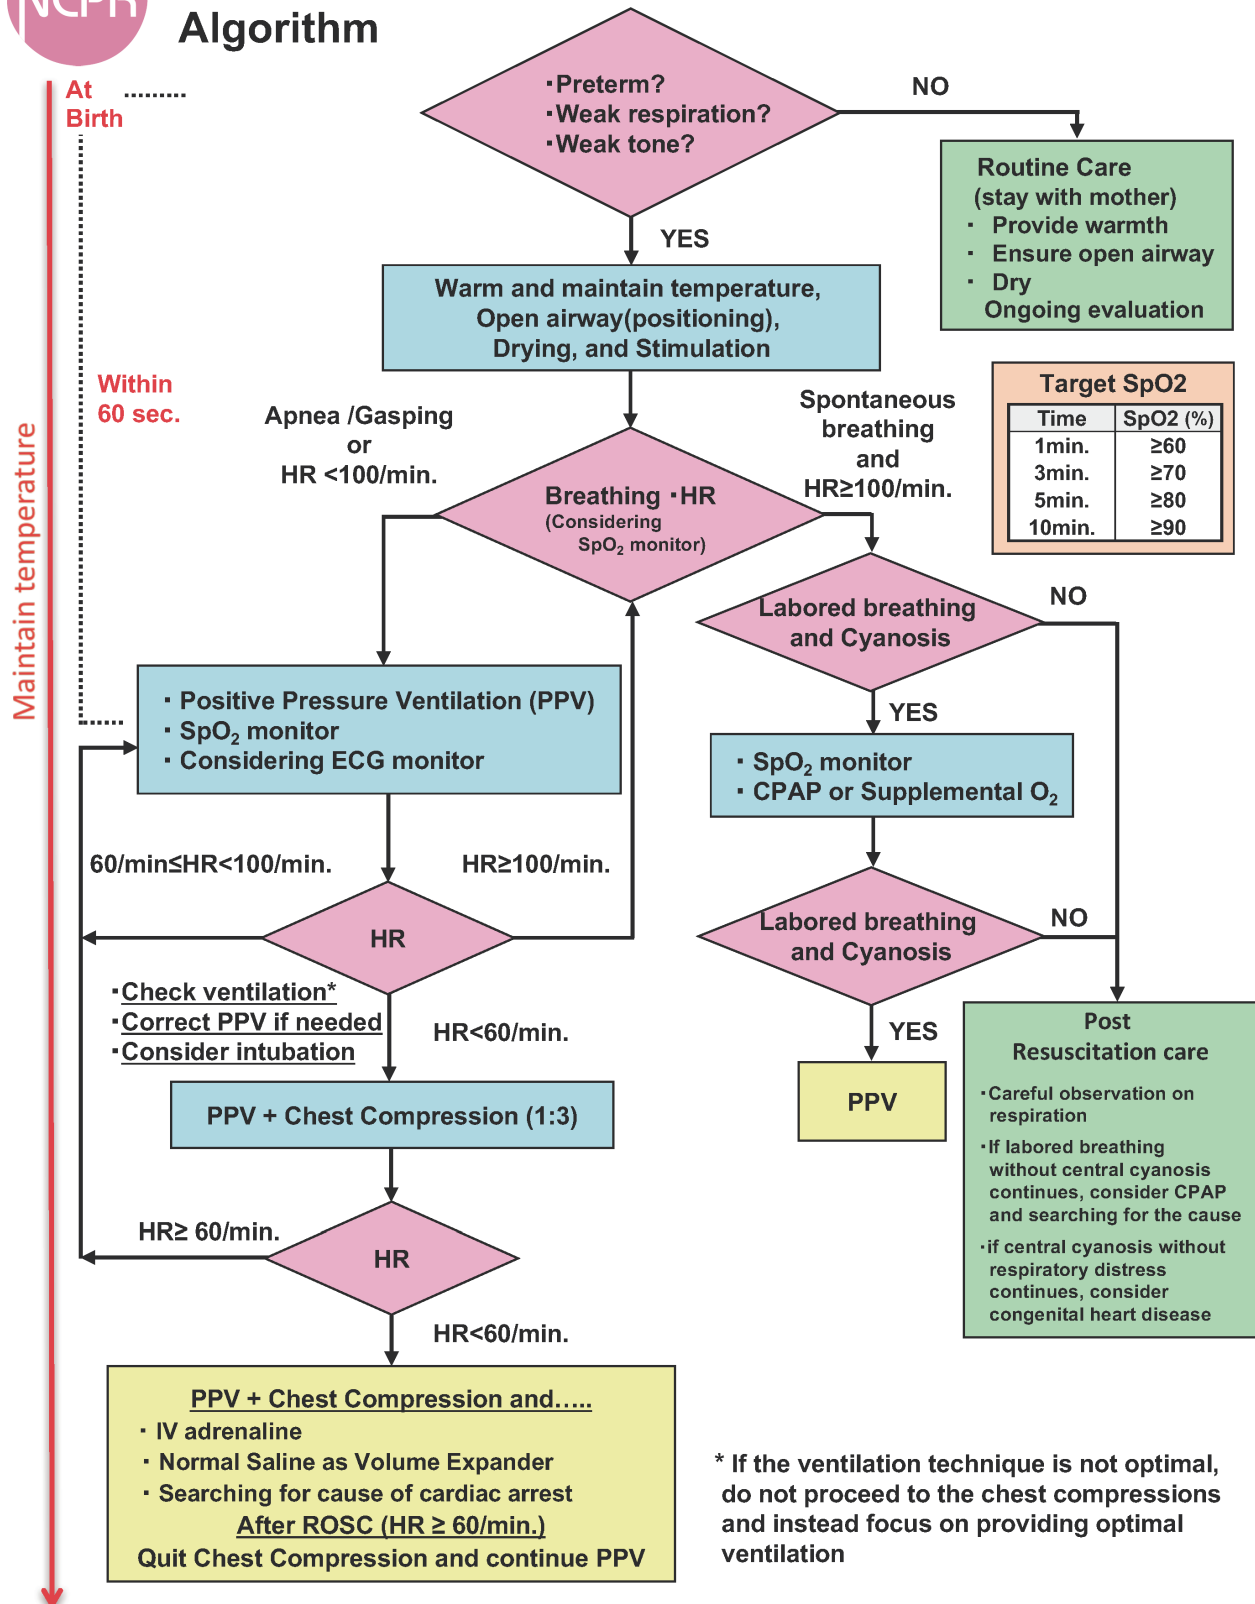 NCPR
Algorithm
At
Birth
・Preterm?
・Weak respiration?
・Weak tone?
NO
Routine Care
(stay with mother)
・ Provide warmth
・ Ensure open airway
・ Dry
Ongoing evaluation
YES
Warm and maintain temperature,
Open airway(positioning),
Drying, and Stimulation
Within
60 sec.
Maintain temperature
Target SpO2
Time SpO2 (%)
1min. ≥60
3min. ≥70
5min. ≥80
10min. ≥90
Apnea /Gasping
or
HR <100/min.
Spontaneous
breathing
and
HR≥100/min.
Breathing ・HR
(Considering
SpO₂ monitor)
Labored breathing
and Cyanosis
NO
YES
・Positive Pressure Ventilation (PPV)
・SpO₂ monitor
・Considering ECG monitor
・SpO₂ monitor
・CPAP or Supplemental O₂
60/min≤HR<100/min.
HR≥100/min.
HR
Labored breathing
and Cyanosis
NO
YES
・Check ventilation*
・Correct PPV if needed
・Consider intubation
HR<60/min.
PPV
PPV + Chest Compression (1:3)
Post
Resuscitation care
・Careful observation on
respiration
・If labored breathing
without central cyanosis
continues, consider CPAP
and searching for the cause
・if central cyanosis without
respiratory distress
continues, consider
congenital heart disease
HR≥ 60/min.
HR
HR<60/min.
PPV + Chest Compression and…..
・IV adrenaline
・Normal Saline as Volume Expander
・Searching for cause of cardiac arrest
After ROSC (HR ≥ 60/min.)
Quit Chest Compression and continue PPV
* If the ventilation technique is not optimal,
do not proceed to the chest compressions
and instead focus on providing optimal
ventilation